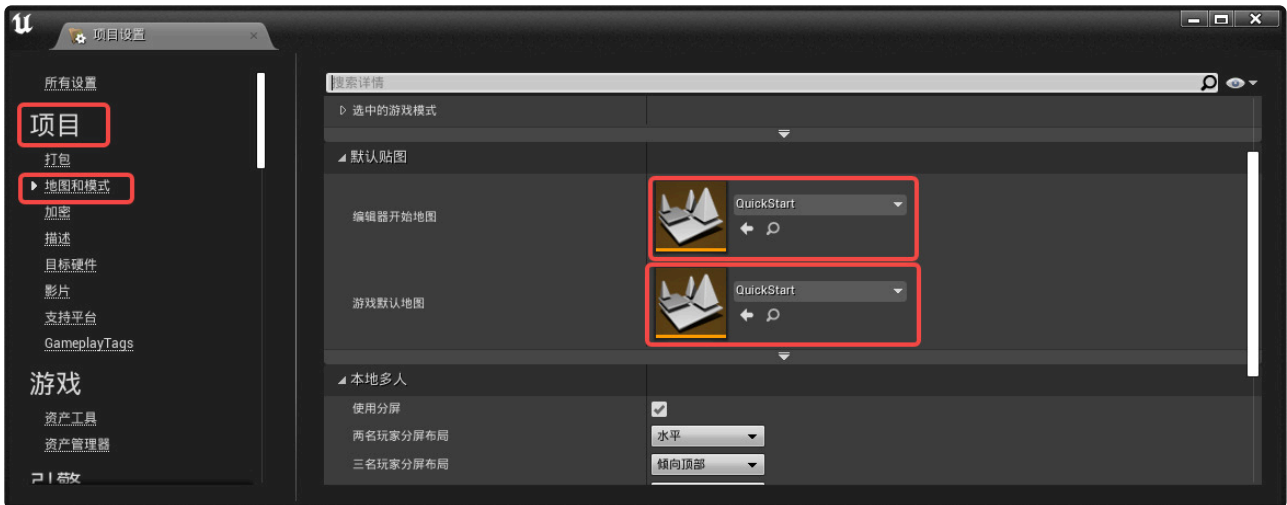 项目设置
所有设置
项目
打包
地图和模式
加密
描述
目标硬件
影片
支持平台
GameplayTags
游戏
资产工具
资产管理器
引擎
搜索详情
选中的游戏模式
默认贴图
编辑器开始地图
QuickStart
游戏默认地图
QuickStart
本地多人
使用分屏
两名玩家分屏布局
水平
三名玩家分屏布局
倾向顶部